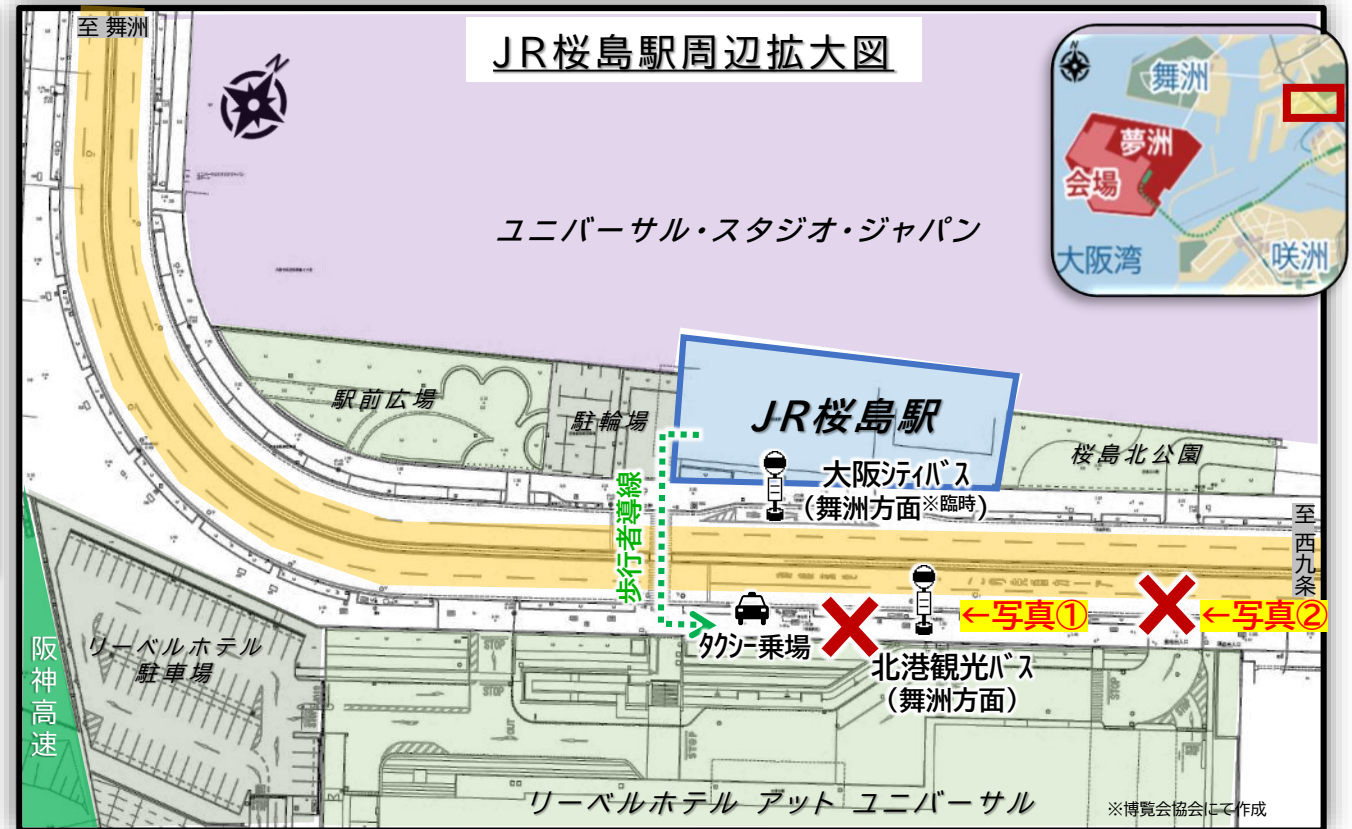 至 舞洲
JR桜島駅周辺拡大図
N
N
舞洲
夢洲
会場
大阪湾
咲洲
ユニバーサル・スタジオ・ジャパン
駅前広場
駐輪場
JR桜島駅
桜島北公園
大阪シティバス
(舞洲方面※臨時)
歩行者導線
至 西九条
←写真①
←写真②
タクシー乗場
北港観光バス
(舞洲方面)
阪神高速
リーベルホテル
駐車場
STOP
STOP
OUT
STOP
STOP
リーベルホテル アット ユニバーサル
※博覧会協会にて作成